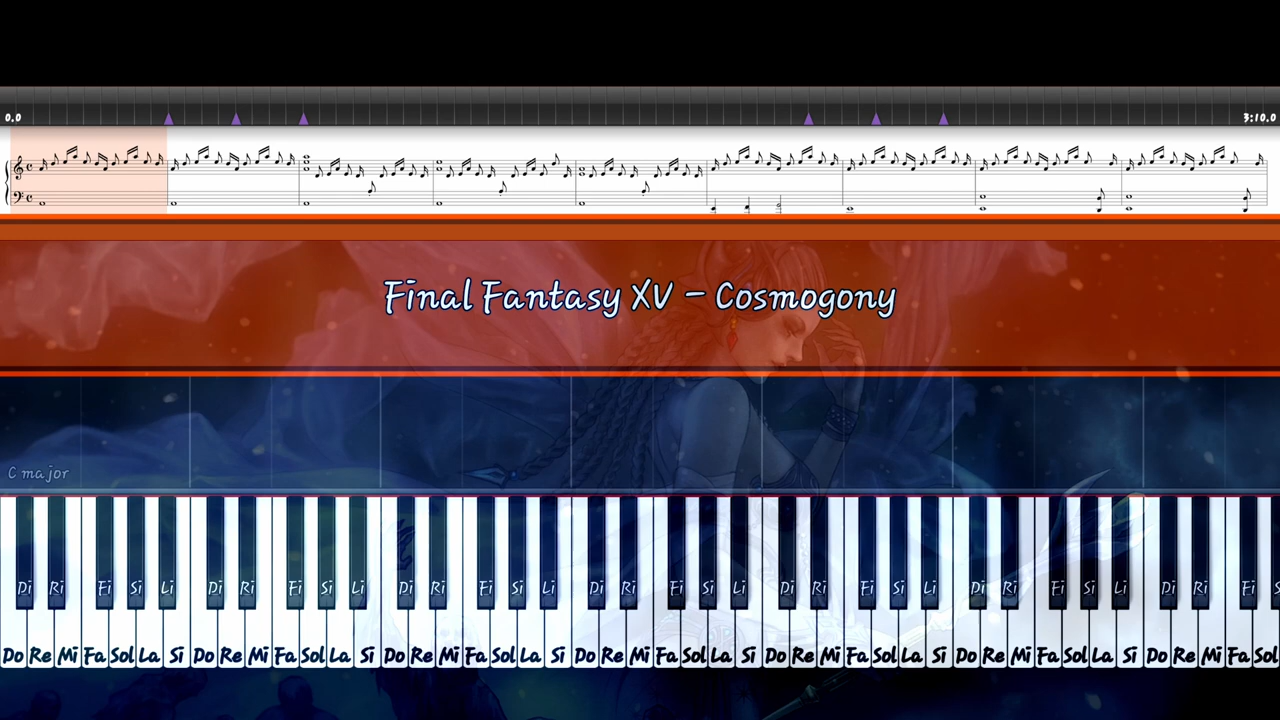 0.0 3:10.0
Final Fantasy XV - Cosmogony
C major
Di Ri Fi Si Li Di Ri Fi Si Li Di Ri Fi Si Li Di Ri Fi Si Li Di Ri Fi Si Li Di Ri Fi Si Li Di Ri Fi S
Do Re Mi Fa Sol La Si Do Re Mi Fa Sol La Si Do Re Mi Fa Sol La Si Do Re Mi Fa Sol La Si Do Re Mi Fa Sol La Si Do Re Mi Fa Sol La Si Do Re Mi Fa Sol